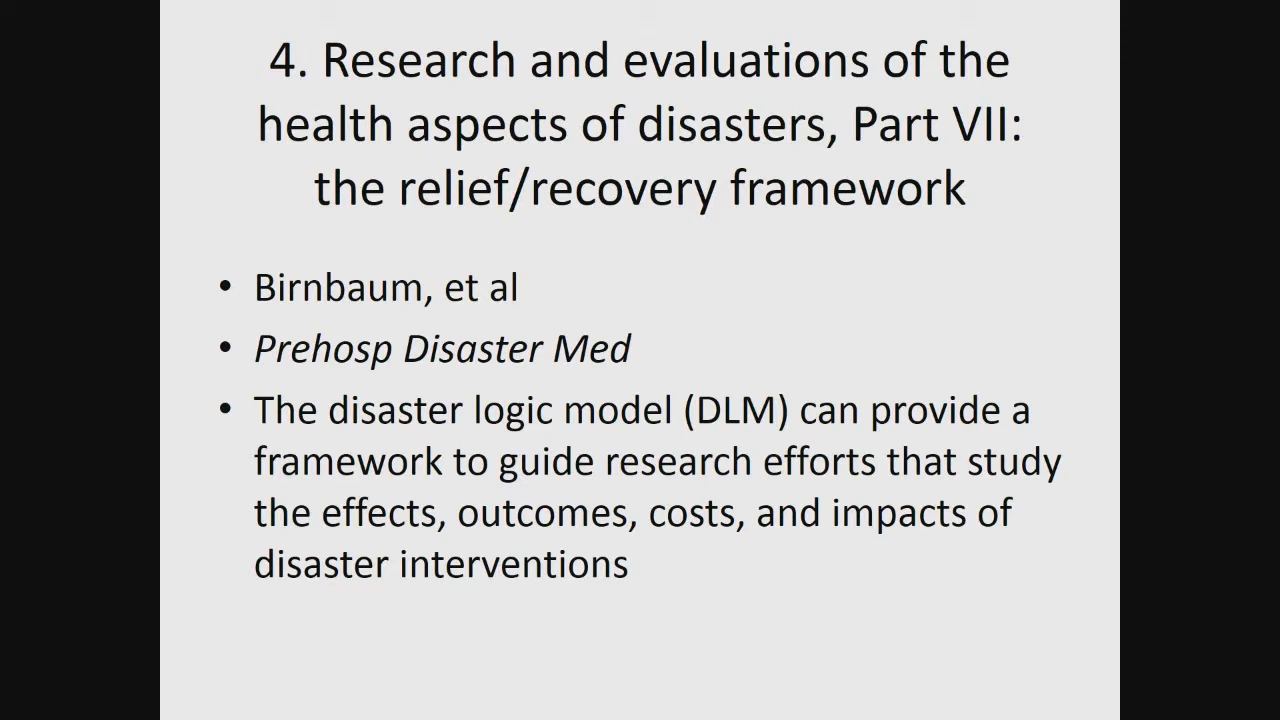 4. Research and evaluations of the
health aspects of disasters, Part VII:
the relief/recovery framework
• Birnbaum, et al
• Prehosp Disaster Med
• The disaster logic model (DLM) can provide a
framework to guide research efforts that study
the effects, outcomes, costs, and impacts of
disaster interventions